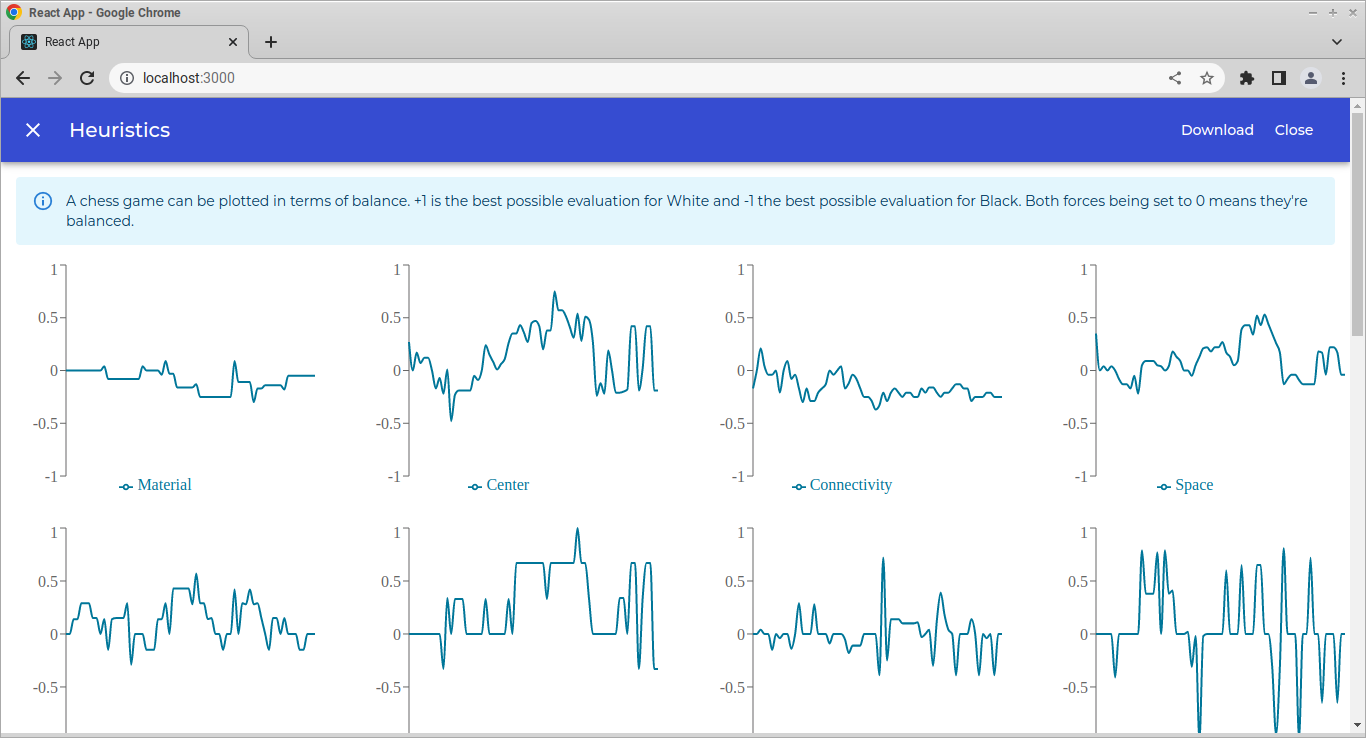 React App - Google Chrome
React App
localhost:3000
Heuristics
Download Close
A chess game can be plotted in terms of balance. +1 is the best possible evaluation for White and -1 the best possible evaluation for Black. Both forces being set to 0 means they're
balanced.
1 1 1 1
0.5 0.5 0.5 0.5
0 0 0 0
-0.5 -0.5 -0.5 -0.5
-1 -1 -1 -1
Material Center Connectivity Space
1 1 1 1
0.5 0.5 0.5 0.5
0 0 0 0
-0.5 -0.5 -0.5 -0.5